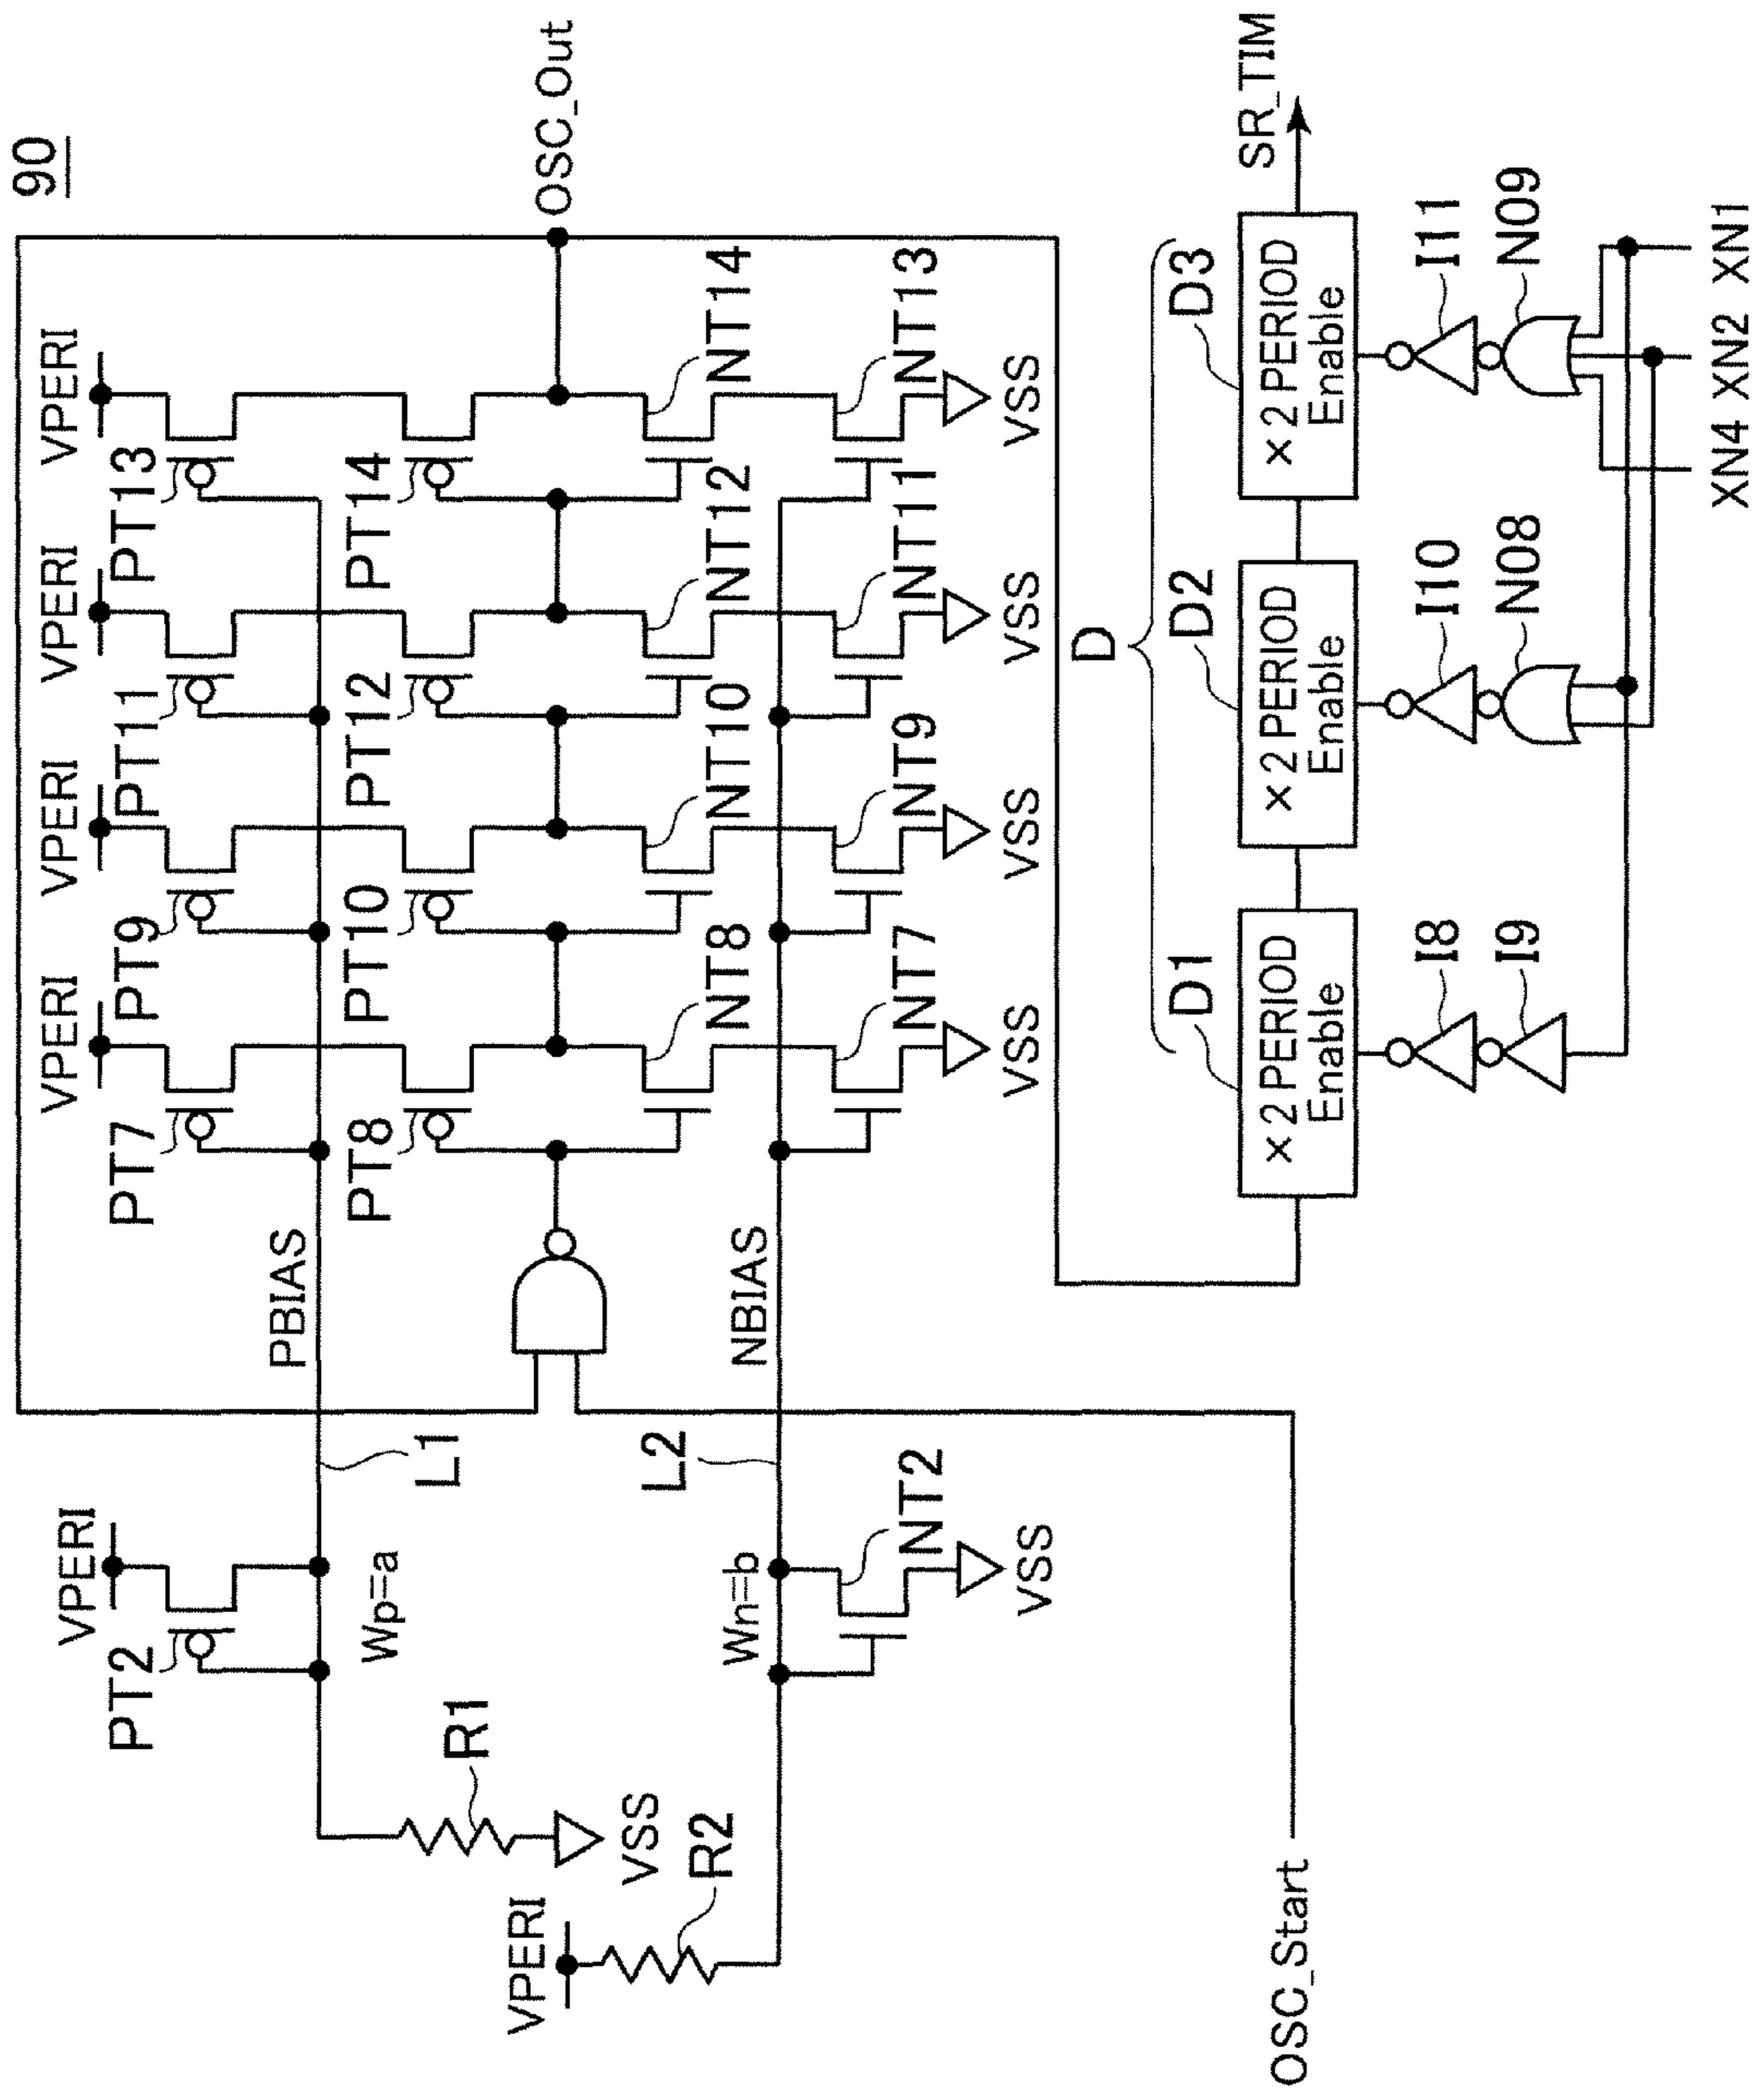 90
VPERI
VPERI
VPERI
VPERI
VPERI
PT2
PT7
PT9
PT11
PT13
PBIAS
Wp=a
L1
PT8
PT10
PT12
PT14
R1
VSS
OSC_Out
VPERI
R2
NBIAS
Wn=b
L2
NT8
NT10
NT12
NT14
NT2
NT7
NT9
NT11
NT13
VSS
VSS
VSS
VSS
VSS
D
D1
D2
D3
SR_TIM
×2 PERIOD
Enable
×2 PERIOD
Enable
×2 PERIOD
Enable
OSC_Start
I8
I10
I11
I9
N08
N09
XN4 XN2 XN1